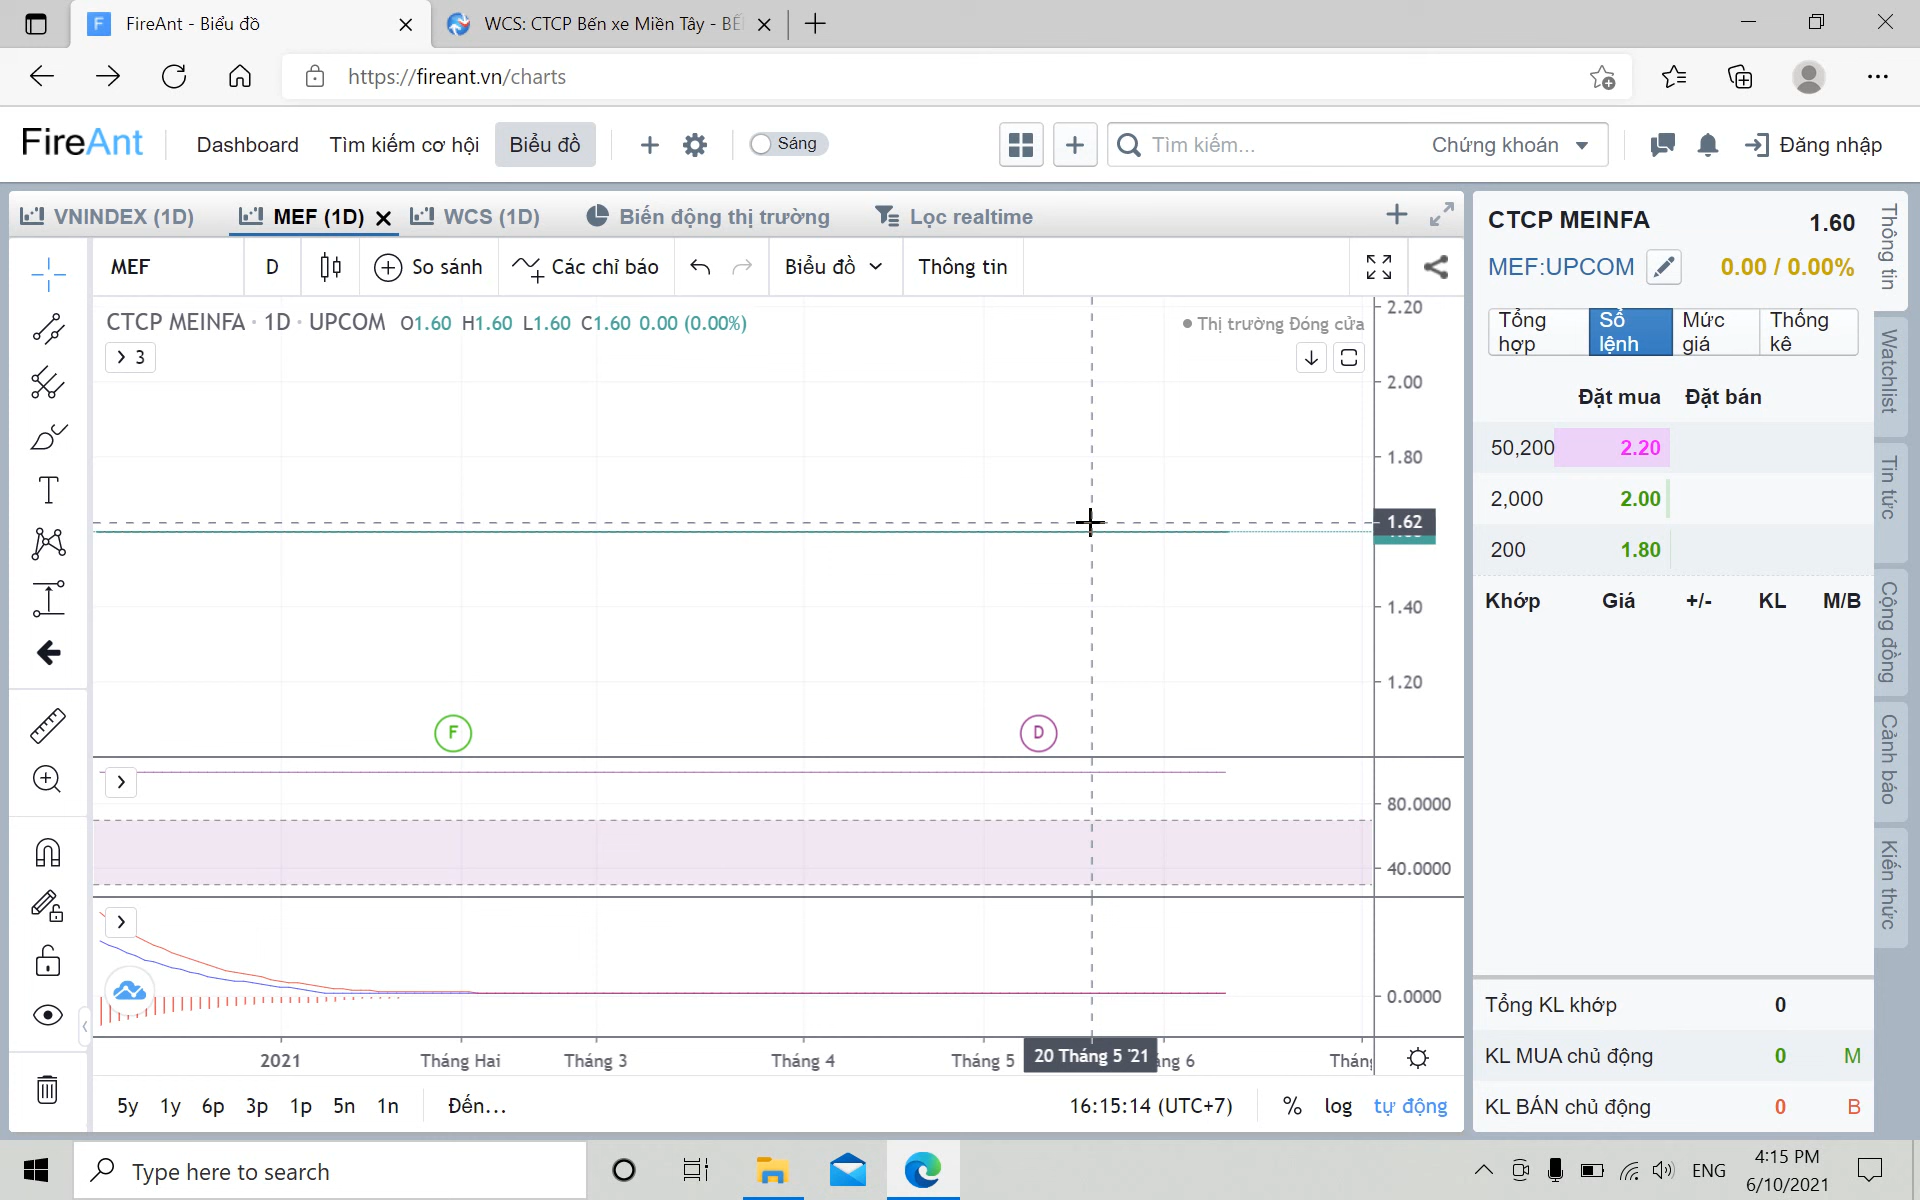 FireAnt - Biểu đồ
WCS: CTCP Bến xe Miền Tây - BẾ
https://fireant.vn/charts
FireAnt
Dashboard
Tìm kiếm cơ hội
Biểu đồ
Sáng
Tìm kiếm...
Chứng khoán
Đăng nhập
VNINDEX (1D)
MEF (1D)
WCS (1D)
Biến động thị trường
Lọc realtime
MEF
D
So sánh
Các chỉ báo
Biểu đồ
Thông tin
CTCP MEINFA · 1D · UPCOM O1.60 H1.60 L1.60 C1.60 0.00 (0.00%)
Thị trường Đóng cửa
3
2.20
2.00
1.80
1.62
1.40
1.20
F
D
80.0000
40.0000
0.0000
2021
Tháng Hai
Tháng 3
Tháng 4
Tháng 5
20 Tháng 5 '21
ng 6
Thán
5y 1y 6p 3p 1p 5n 1n
Đến...
16:15:14 (UTC+7)
%
log
tự động
CTCP MEINFA
1.60
MEF:UPCOM
0.00 / 0.00%
Tổng hợp
Sổ lệnh
Mức giá
Thống kê
Đặt mua Đặt bán
50,200 2.20
2,000 2.00
200 1.80
Khớp Giá +/- KL M/B
Tổng KL khớp 0
KL MUA chủ động 0 M
KL BÁN chủ động 0 B
Thông tin
Watchlist
Tin tức
Cộng đồng
Cảnh báo
Kiến thức
Type here to search
ENG
4:15 PM
6/10/2021